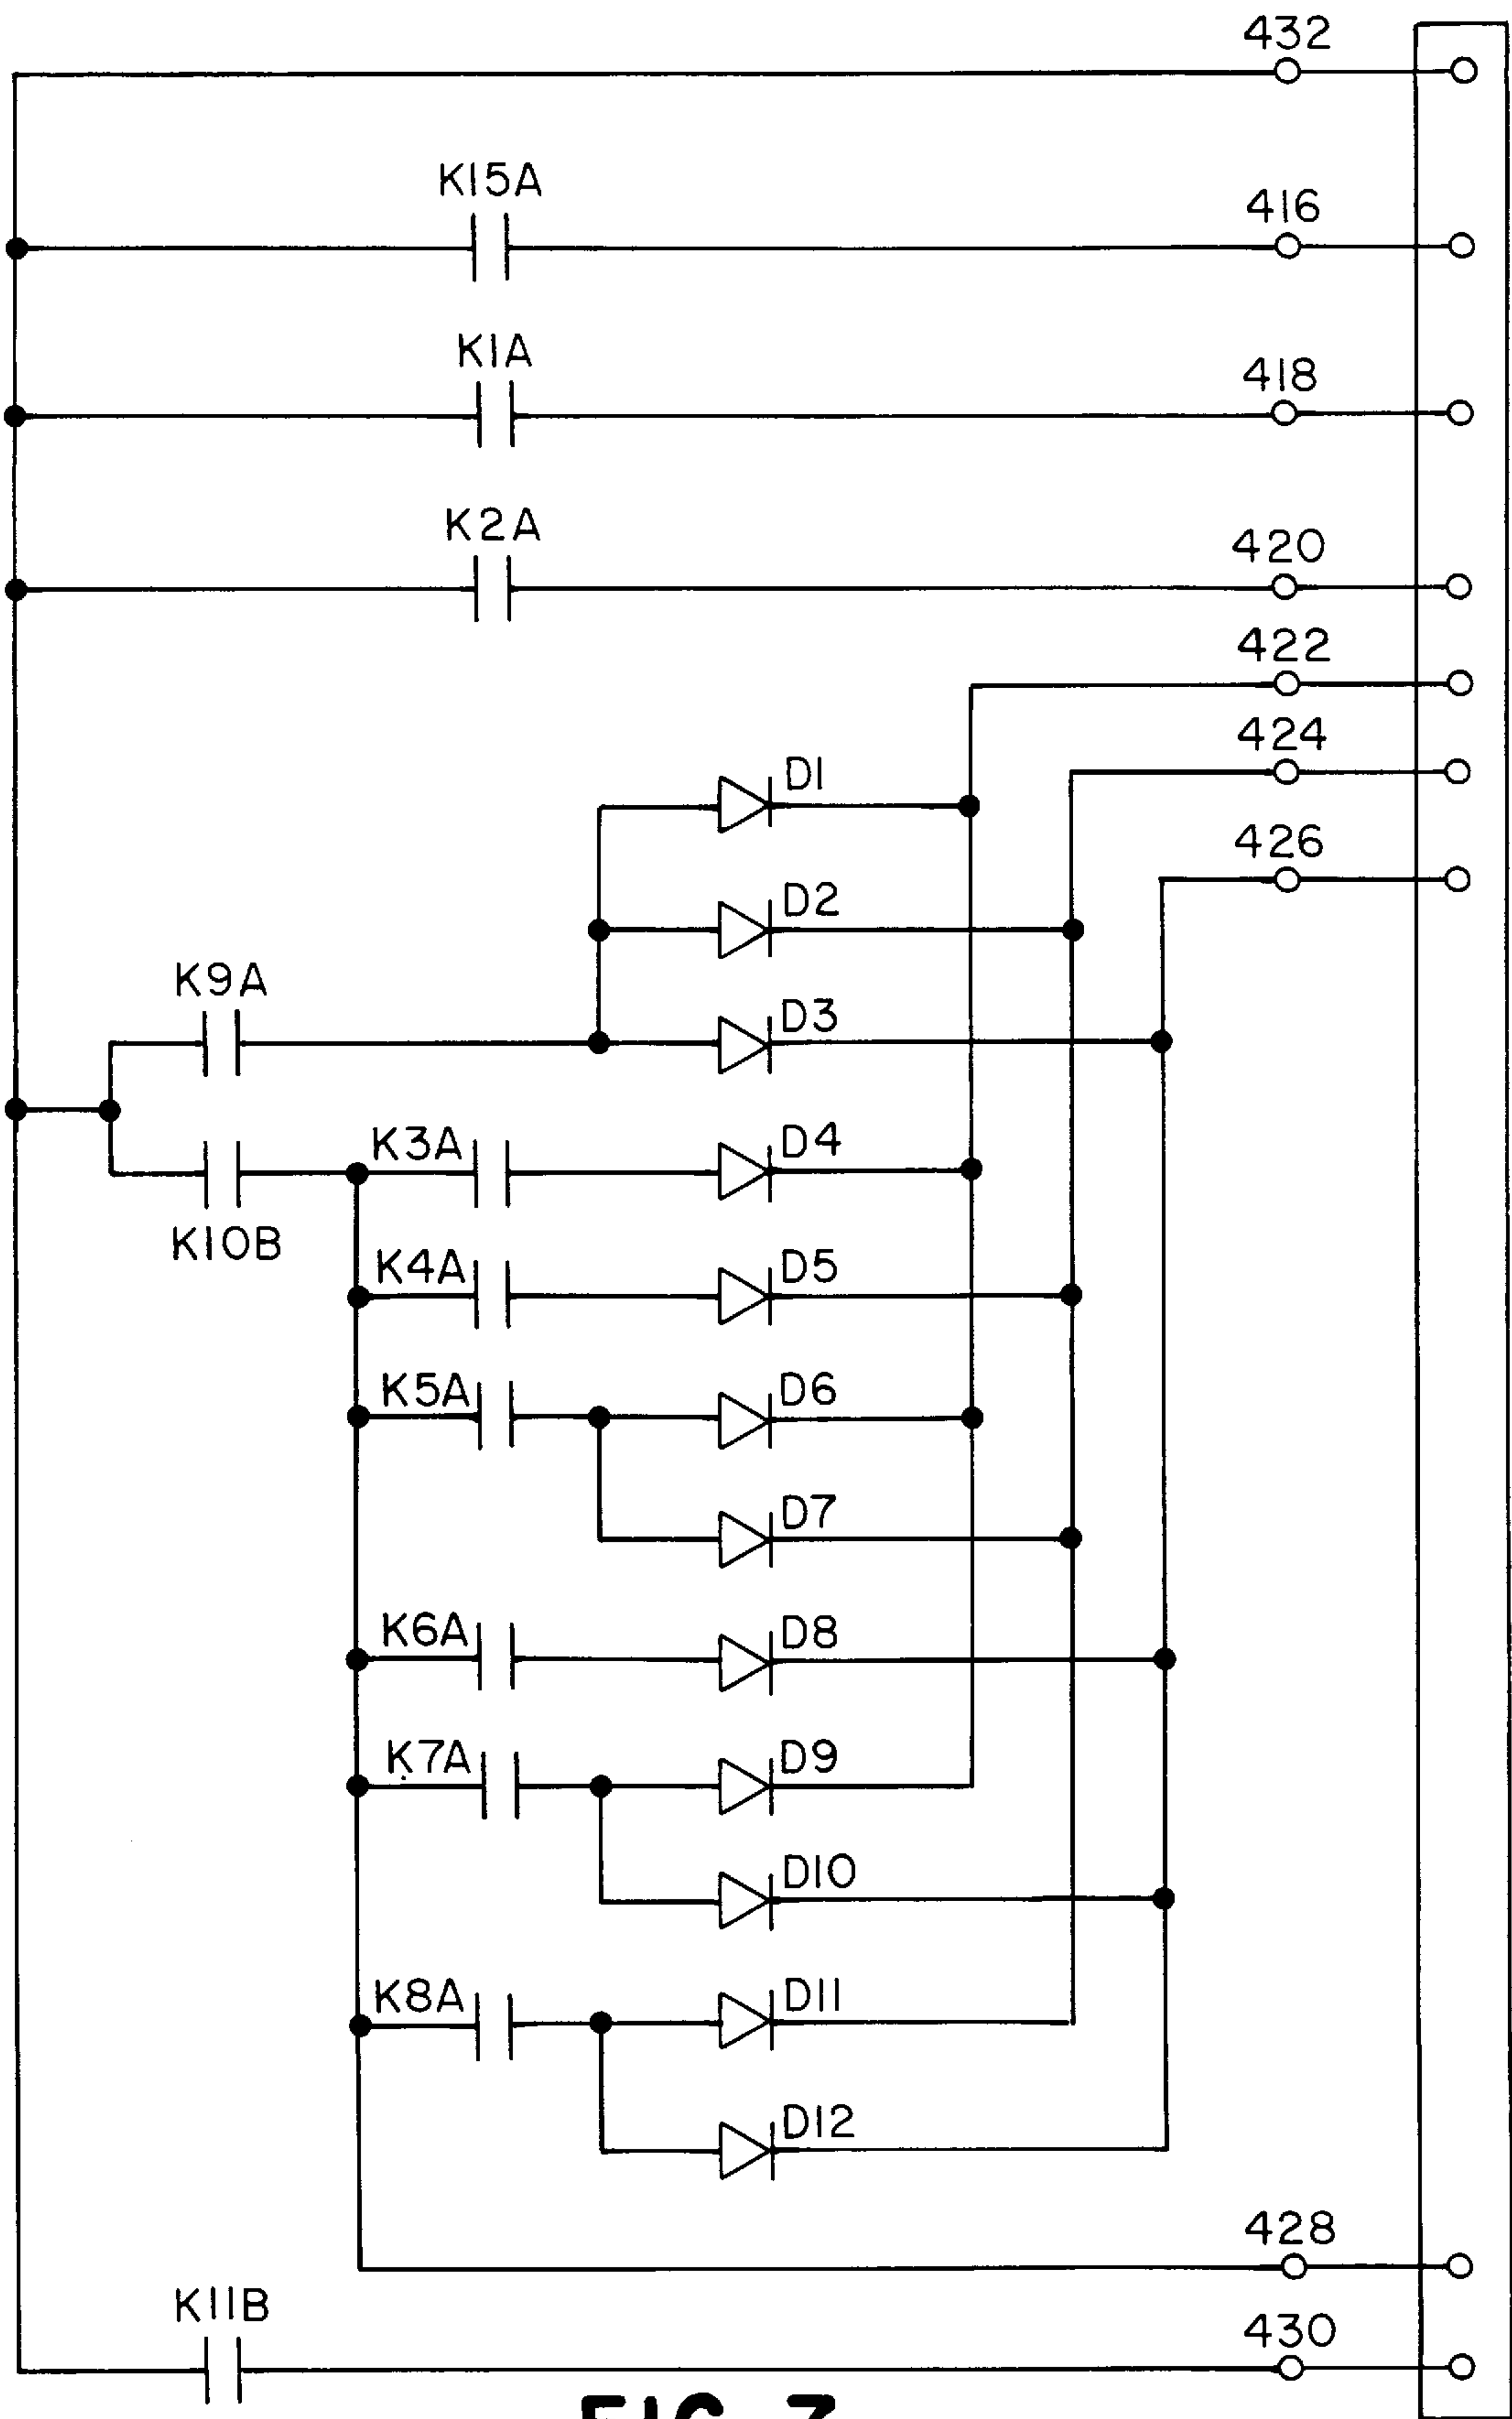 432
K15A
416
K1A
418
K2A
420
422
424
D1
426
D2
K9A
D3
K3A
D4
K10B
K4A
D5
K5A
D6
D7
K6A
D8
K7A
D9
D10
K8A
D11
D12
428
K11B
430